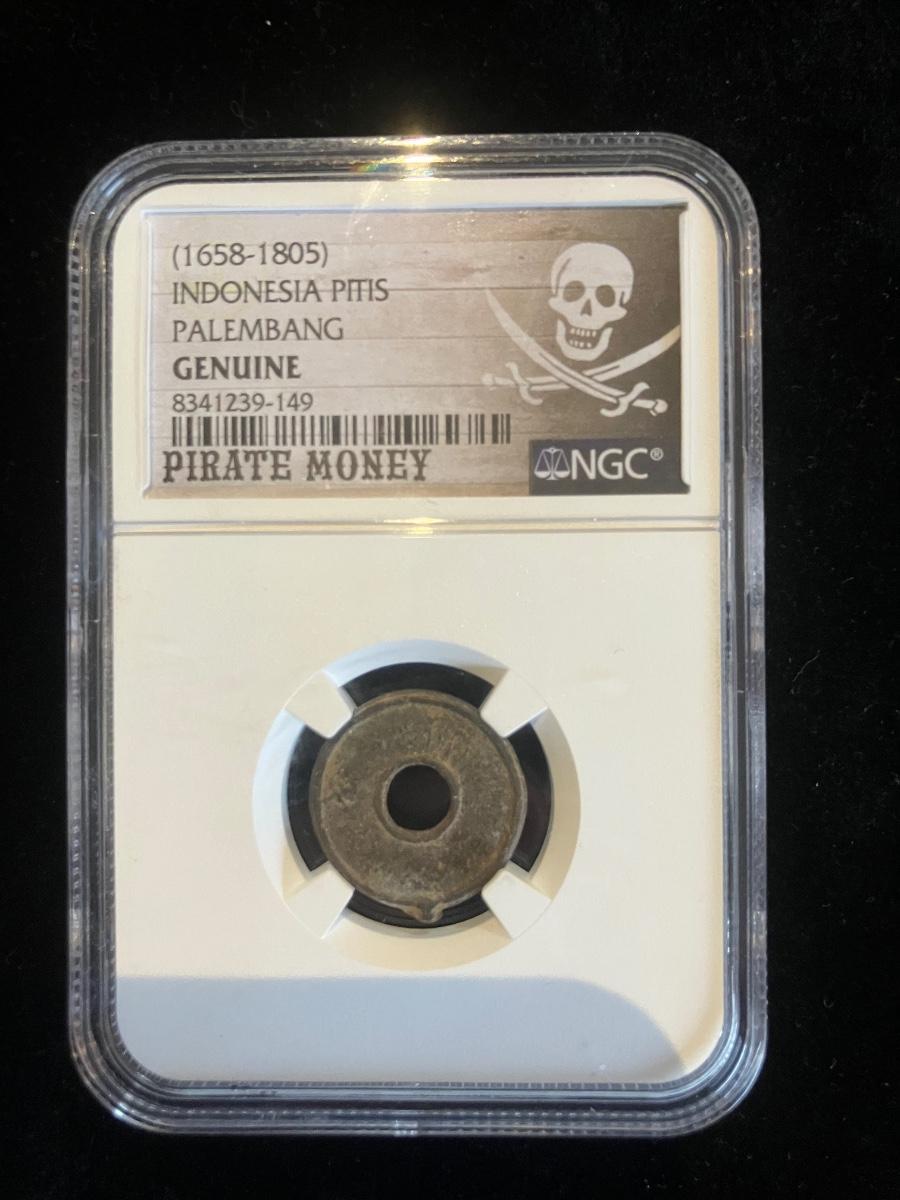 (1658-1805)
INDONESIA PITIS
PALEMBANG
GENUINE
8341239-149
PIRATE MONEY
NGC®